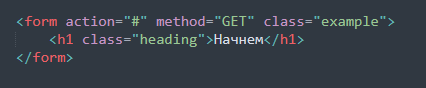 <form action="#" method="GET" class="example">
    <h1 class="heading">Начнем</h1>
</form>